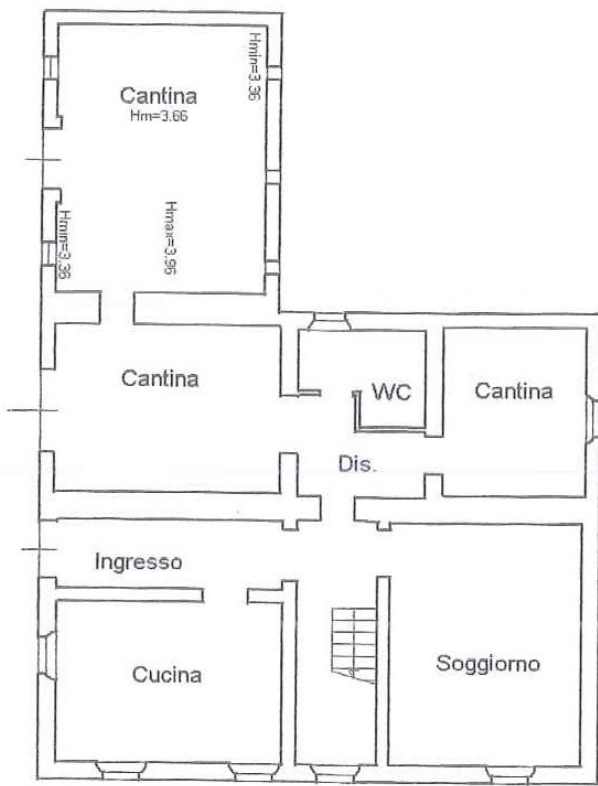 Hmin=3.36
Cantina
Hm=3.66
Hmin=3.36
Hmax=3.96
Cantina
WC
Cantina
Dis.
Ingresso
Cucina
Soggiorno